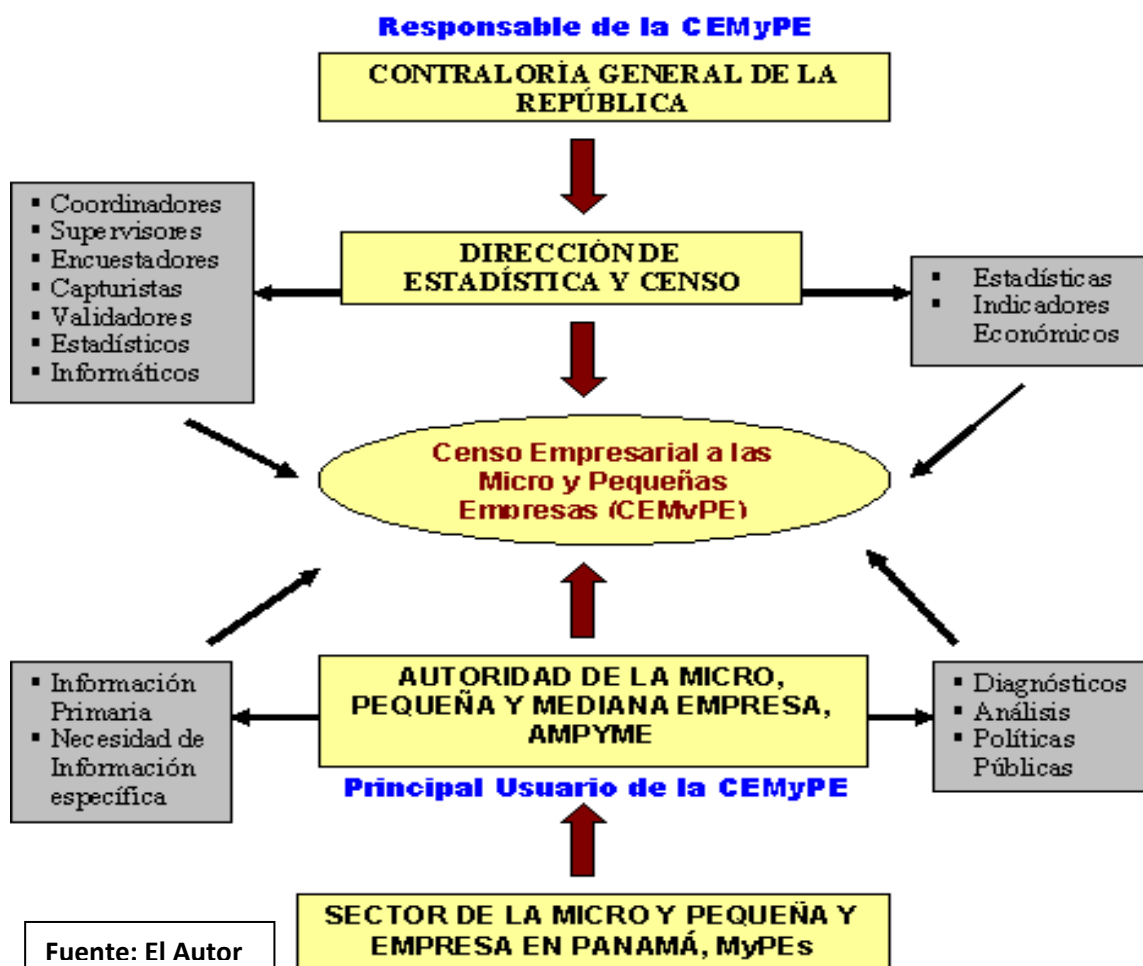 Responsable de la CEMyPE
CONTRALORÍA GENERAL DE LA
REPÚBLICA
▪ Coordinadores
▪ Supervisores
▪ Encuestadores
▪ Capturistas
▪ Validadores
▪ Estadísticos
▪ Informáticos
DIRECCIÓN DE
ESTADÍSTICA Y CENSO
▪ Estadísticas
▪ Indicadores
Económicos
Censo Empresarial a las
Micro y Pequeñas
Empresas (CEMyPE)
▪ Información
Primaria
▪ Necesidad de
Información
específica
AUTORIDAD DE LA MICRO,
PEQUEÑA Y MEDIANA EMPRESA,
AMPYME
▪ Diagnósticos
▪ Análisis
▪ Políticas
Públicas
Principal Usuario de la CEMyPE
SECTOR DE LA MICRO Y PEQUEÑA Y
EMPRESA EN PANAMÁ, MyPEs
Fuente: El Autor